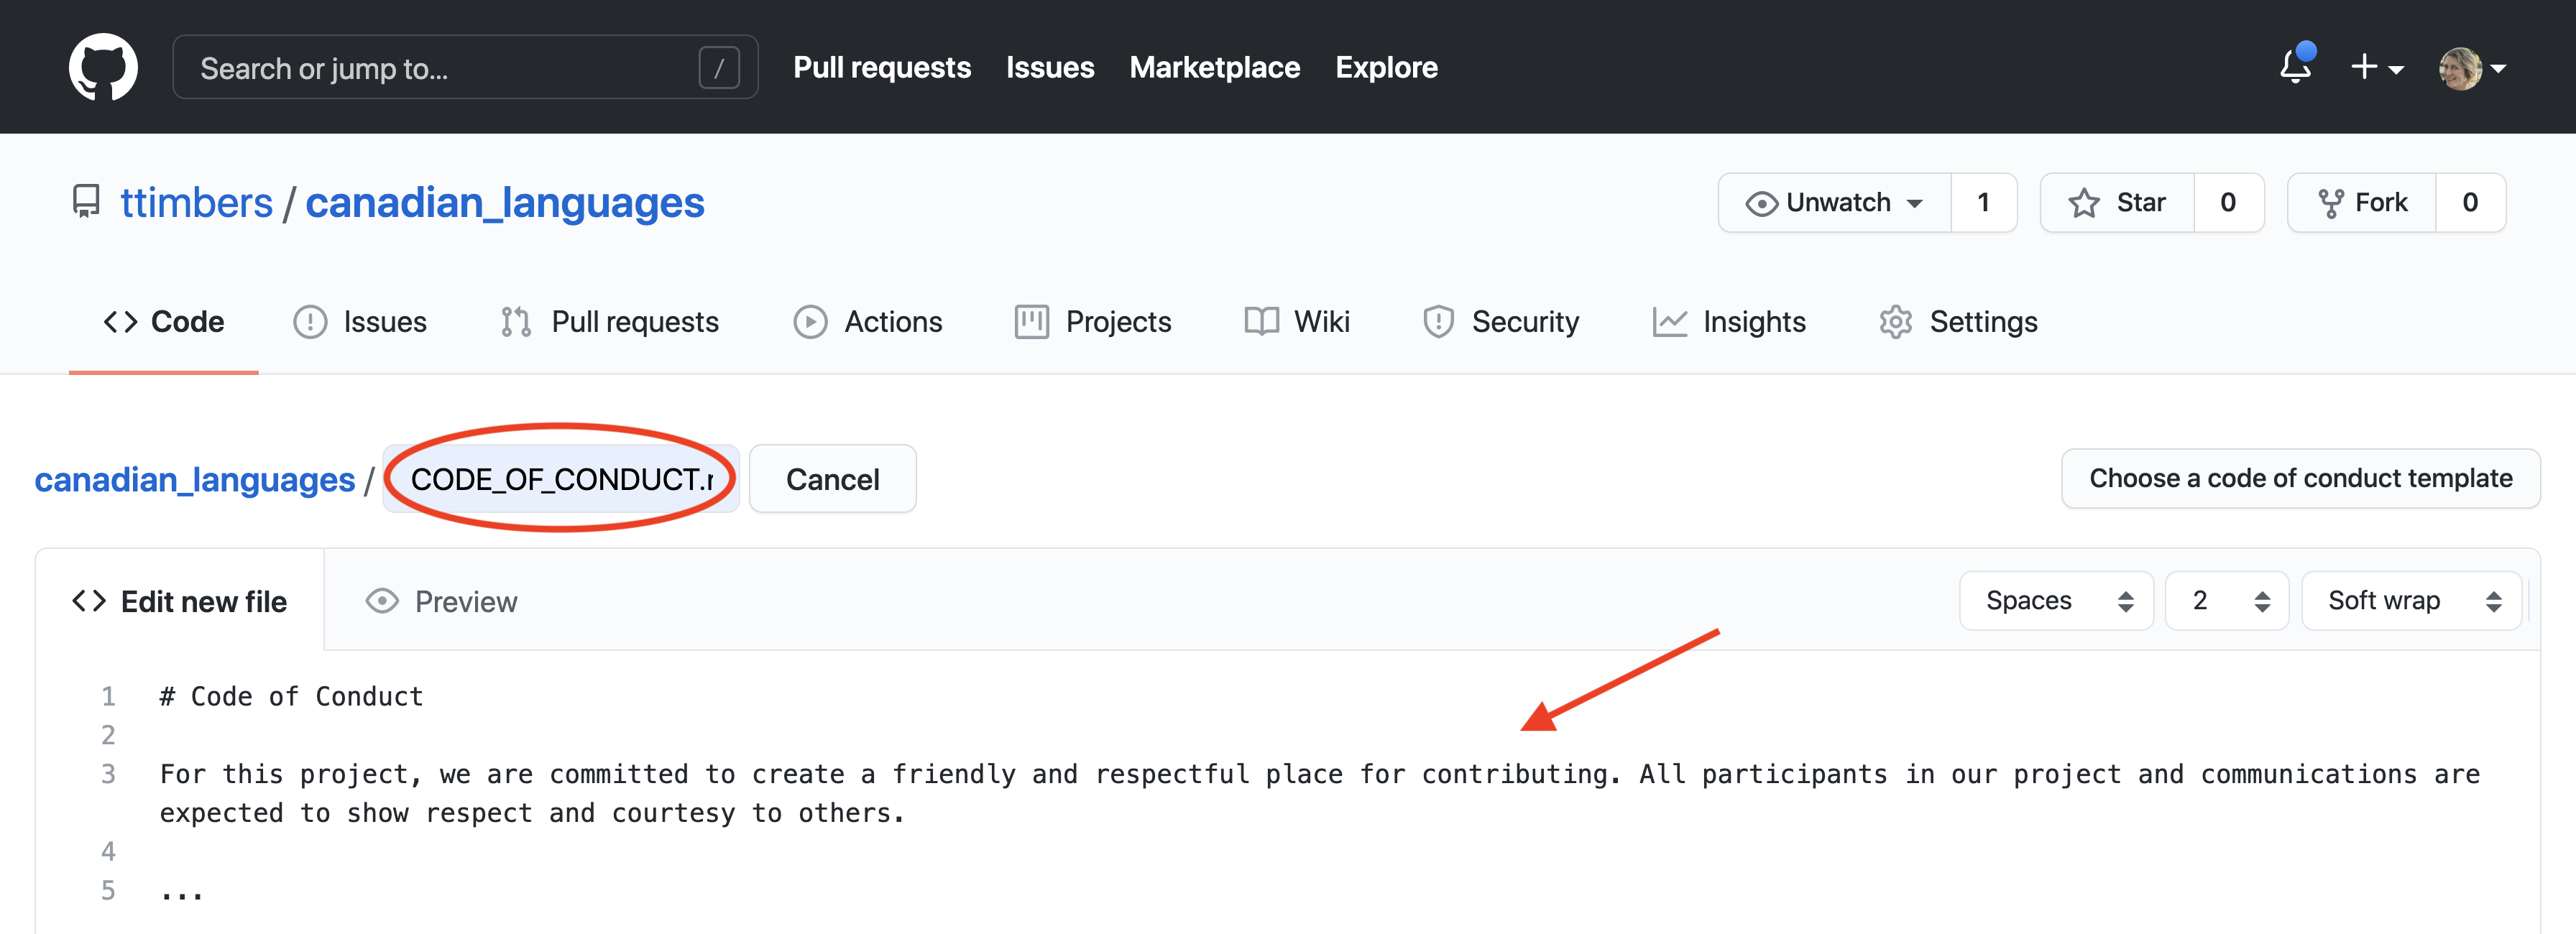 Search or jump to... /
Pull requests Issues Marketplace Explore
ttimbers / canadian_languages
Unwatch 1 Star 0 Fork 0
Code Issues Pull requests Actions Projects Wiki Security Insights Settings
canadian_languages / CODE_OF_CONDUCT.r Cancel Choose a code of conduct template
Edit new file Preview Spaces 2 Soft wrap
1 # Code of Conduct
2
3 For this project, we are committed to create a friendly and respectful place for contributing. All participants in our project and communications are
expected to show respect and courtesy to others.
4
5 ...